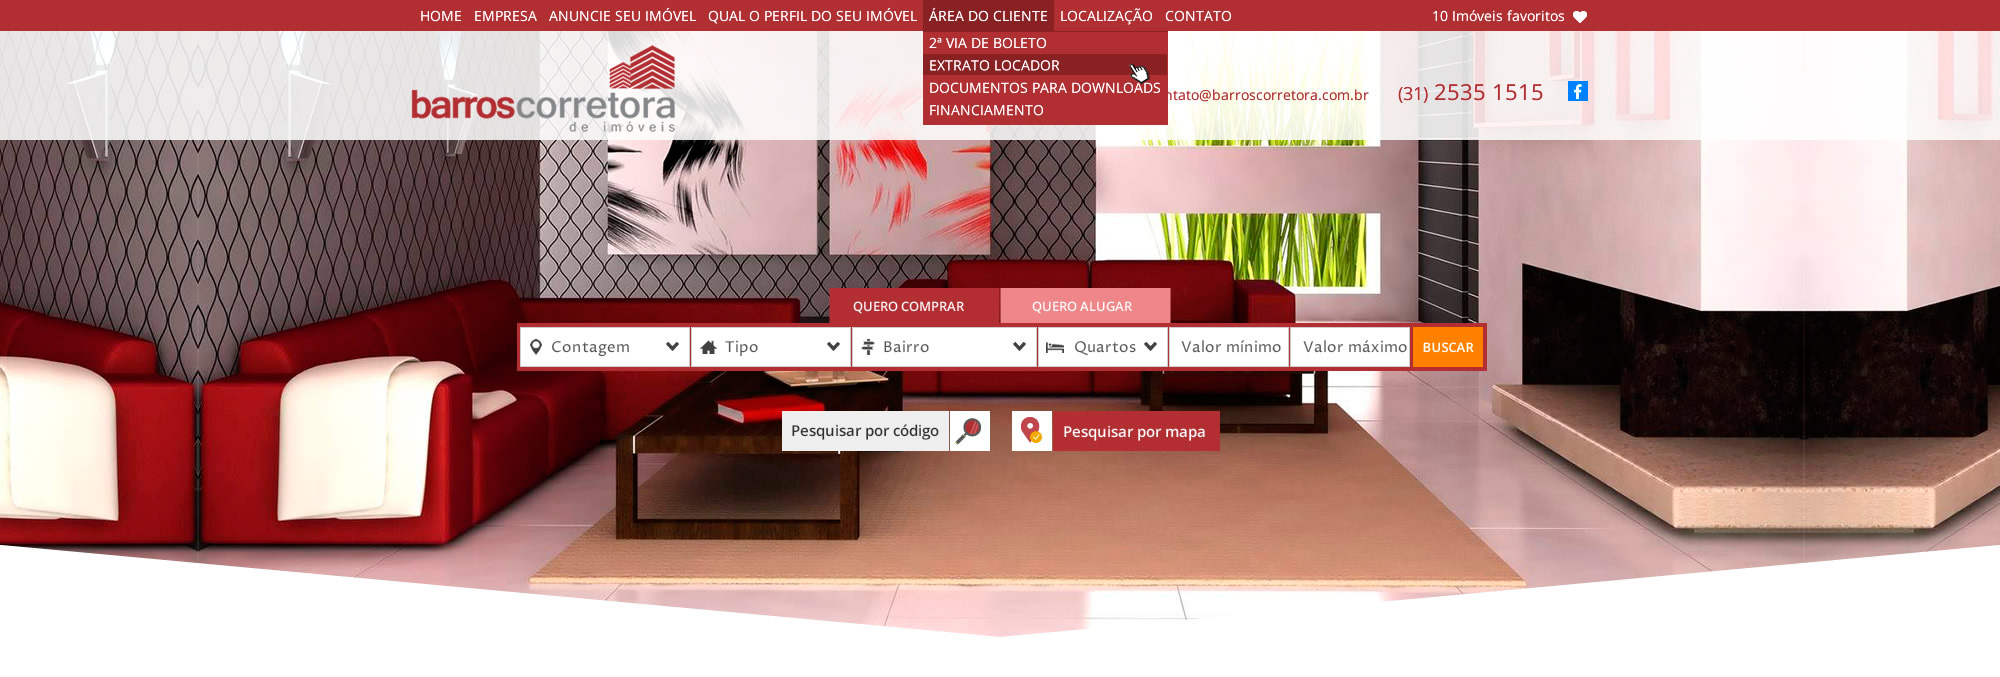 HOME EMPRESA ANUNCIE SEU IMÓVEL QUAL O PERFIL DO SEU IMÓVEL ÁREA DO CLIENTE LOCALIZAÇÃO CONTATO 10 Imóveis favoritos
2ª VIA DE BOLETO
EXTRATO LOCADOR
DOCUMENTOS PARA DOWNLOADS
FINANCIAMENTO
barroscorretora
de imóveis
ntato@barroscorretora.com.br (31) 2535 1515
QUERO COMPRAR QUERO ALUGAR
Contagem Tipo Bairro Quartos Valor mínimo Valor máximo BUSCAR
Pesquisar por código Pesquisar por mapa